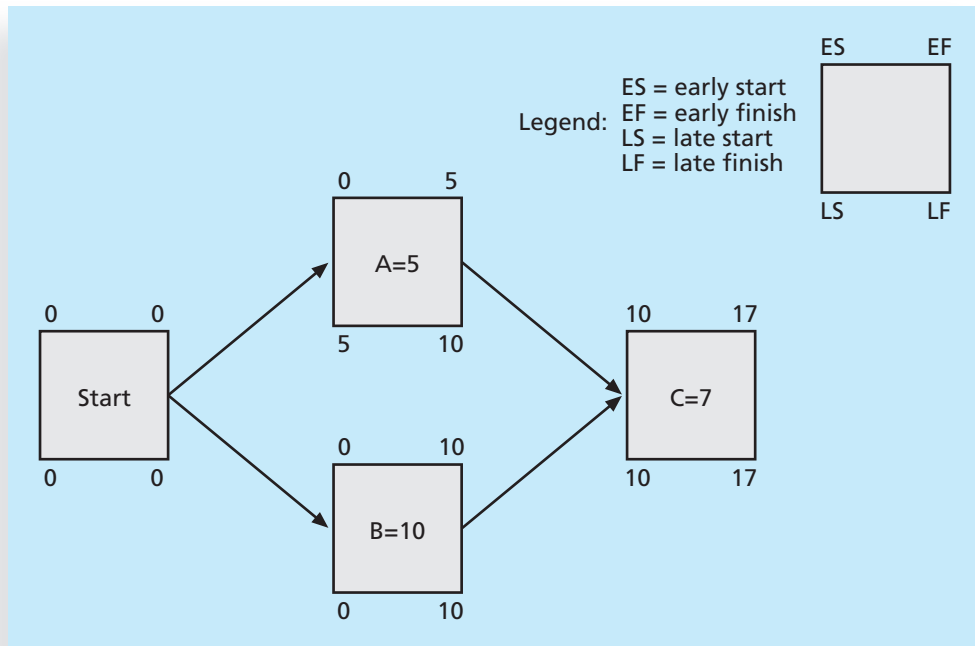 ES EF
Legend:
ES = early start
EF = early finish
LS = late start
LF = late finish
LS LF
0 5
A=5
5 10
0 0
Start
0 0
10 17
C=7
10 17
0 10
B=10
0 10